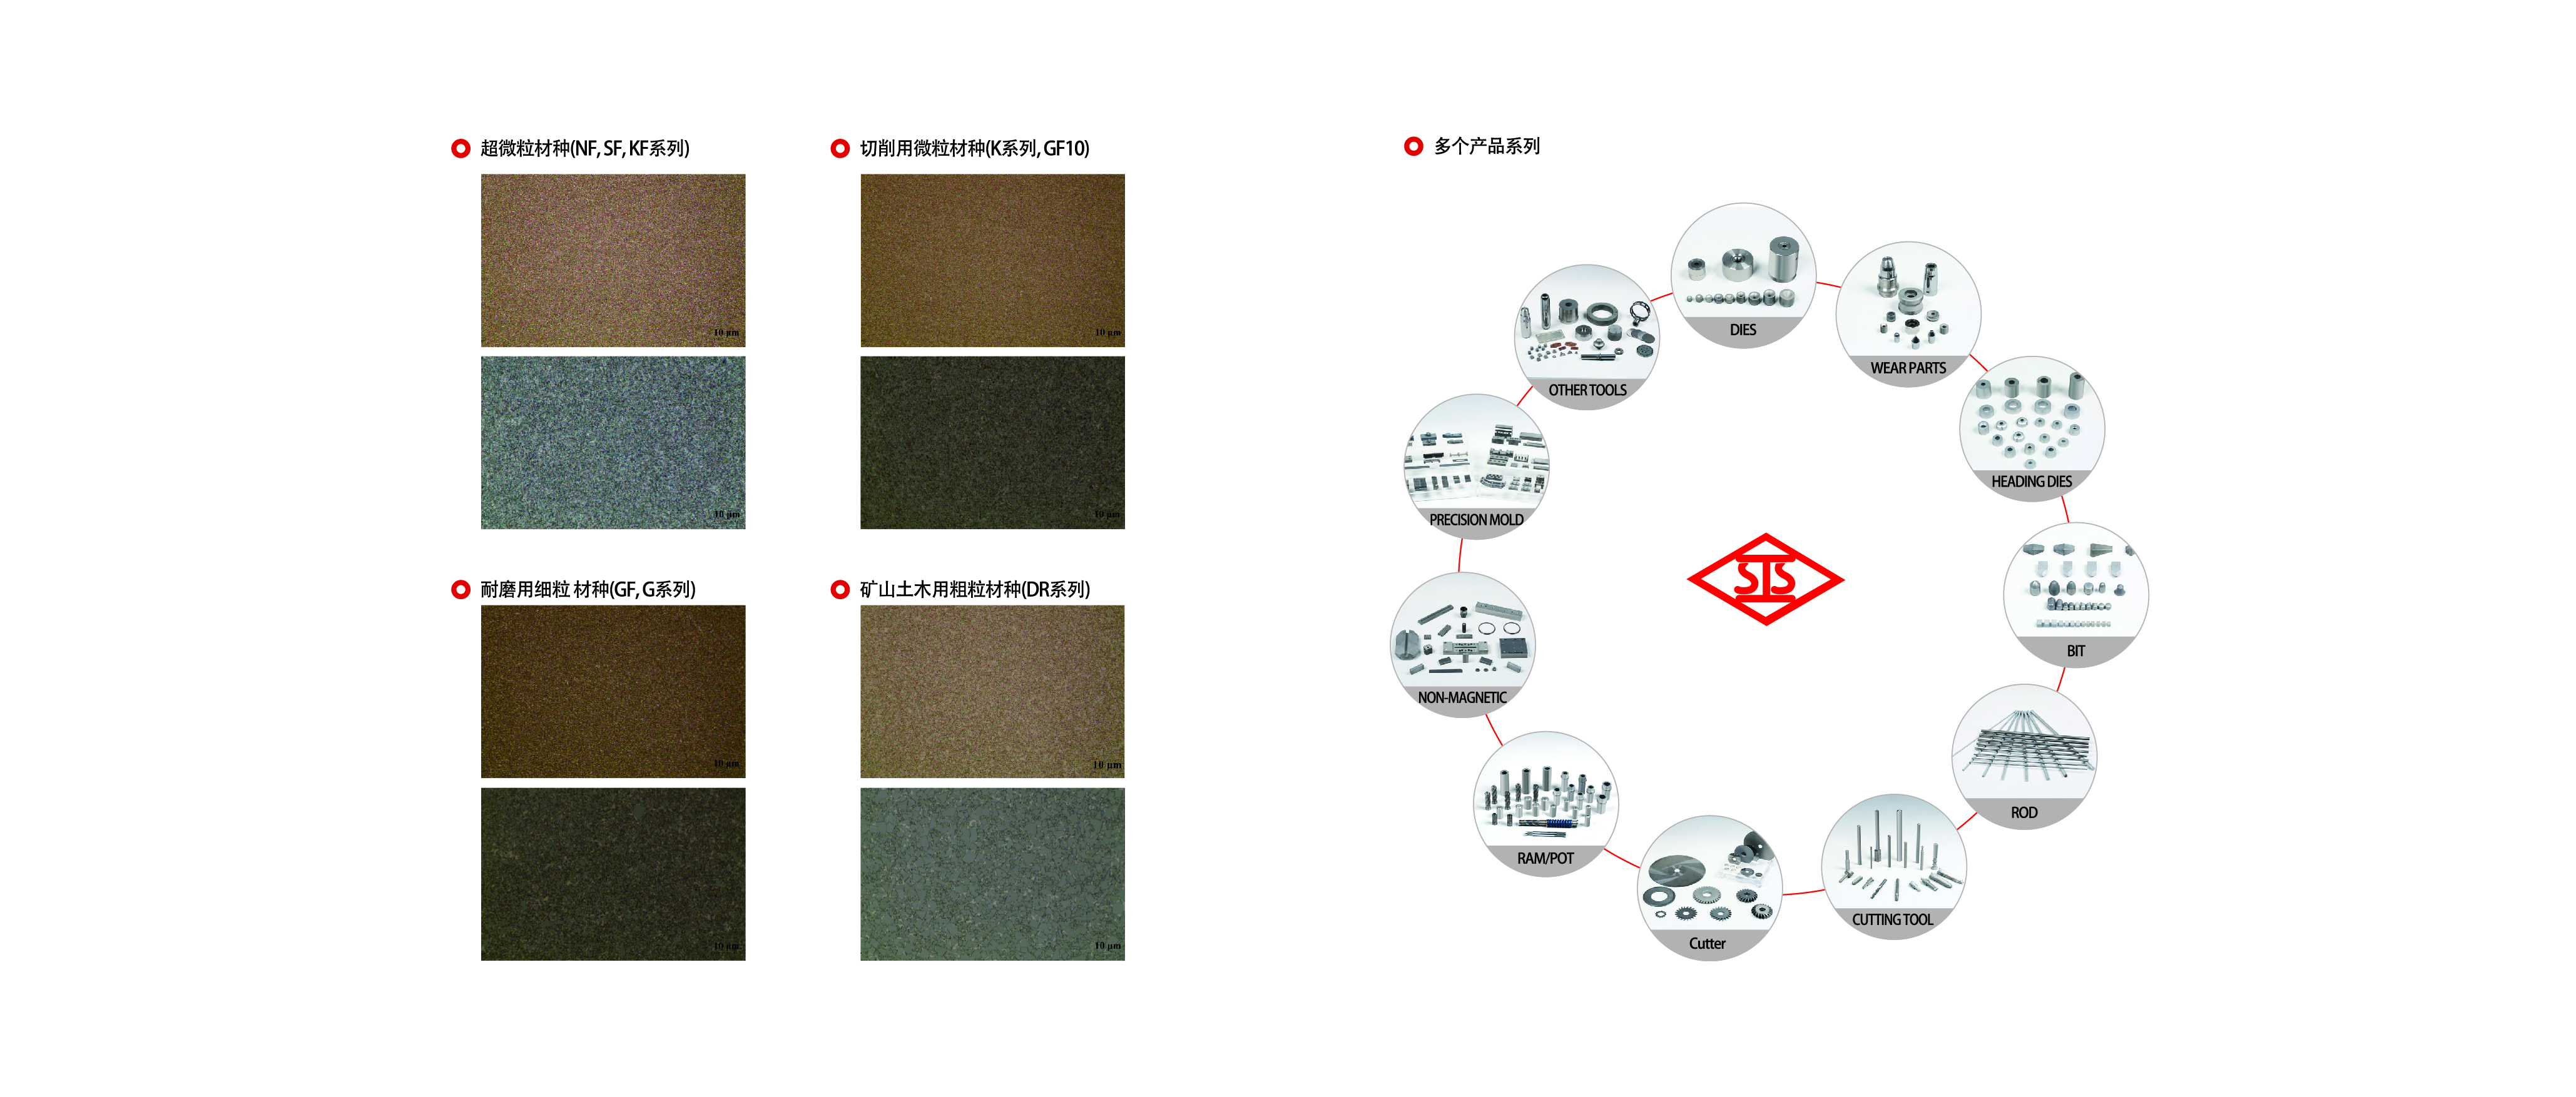 超微粒材种(NF, SF, KF系列)
10 μm
10 μm
切削用微粒材种(K系列, GF10)
10 μm
10 μm
耐磨用细粒 材种(GF, G系列)
10 μm
10 μm
矿山土木用粗粒材种(DR系列)
10 μm
10 μm
多个产品系列
DIES
WEAR PARTS
HEADING DIES
BIT
ROD
CUTTING TOOL
Cutter
RAM/POT
NON-MAGNETIC
PRECISION MOLD
OTHER TOOLS
STS